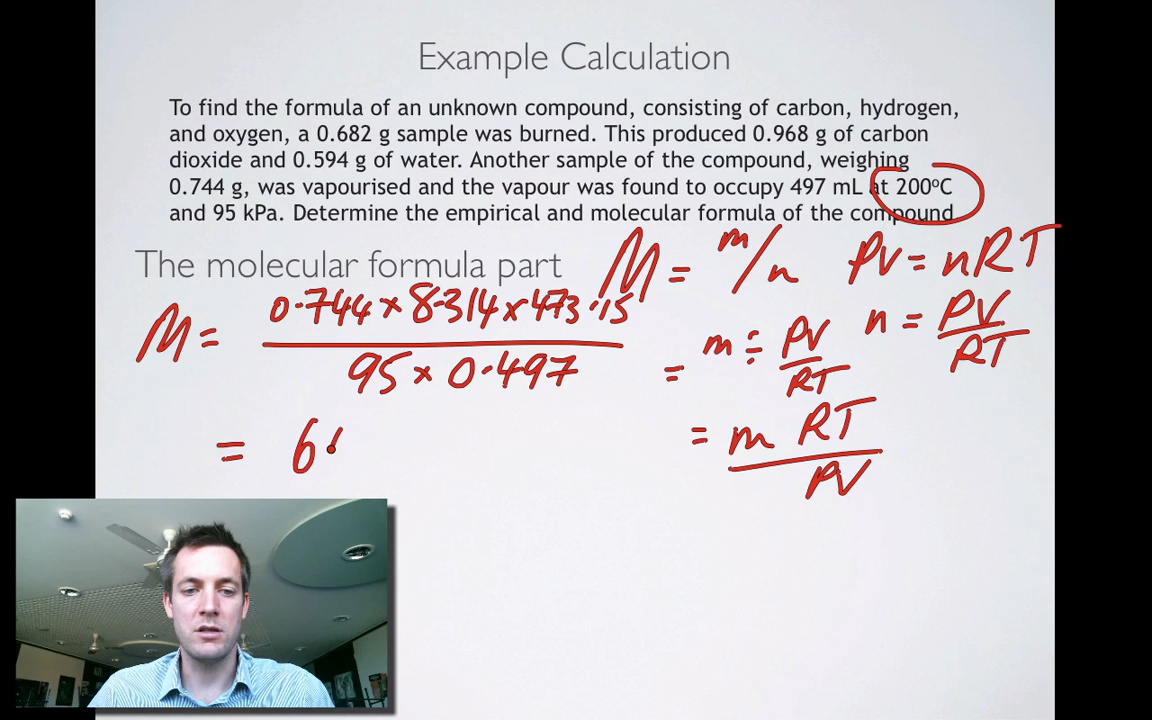 Example Calculation
To find the formula of an unknown compound, consisting of carbon, hydrogen,
and oxygen, a 0.682 g sample was burned. This produced 0.968 g of carbon
dioxide and 0.594 g of water. Another sample of the compound, weighing
0.744 g, was vapourised and the vapour was found to occupy 497 mL at 200ºC
and 95 kPa. Determine the empirical and molecular formula of the compound
The molecular formula part
M = m/n
PV = nRT
n = PV
RT
M = 0.744 × 8.314 × 473.15
95 × 0.497
= m ÷ PV
RT
= m RT
PV
= 6